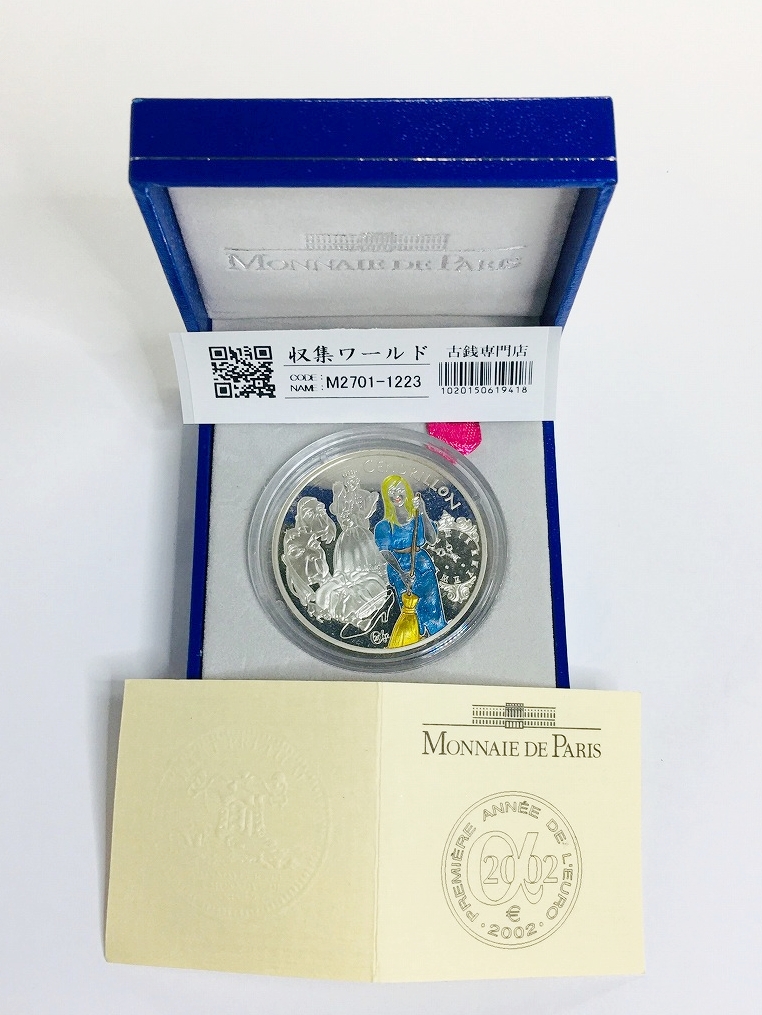 MONNAIE DE PARIS
収集ワールド 古銭専門店
CODE:
NAME: M2701-1223
1020150619418
CENDRILLON
MONNAIE DE PARIS
PREMIÈRE ANNÉE DE L'EURO
2002
€
·2002·